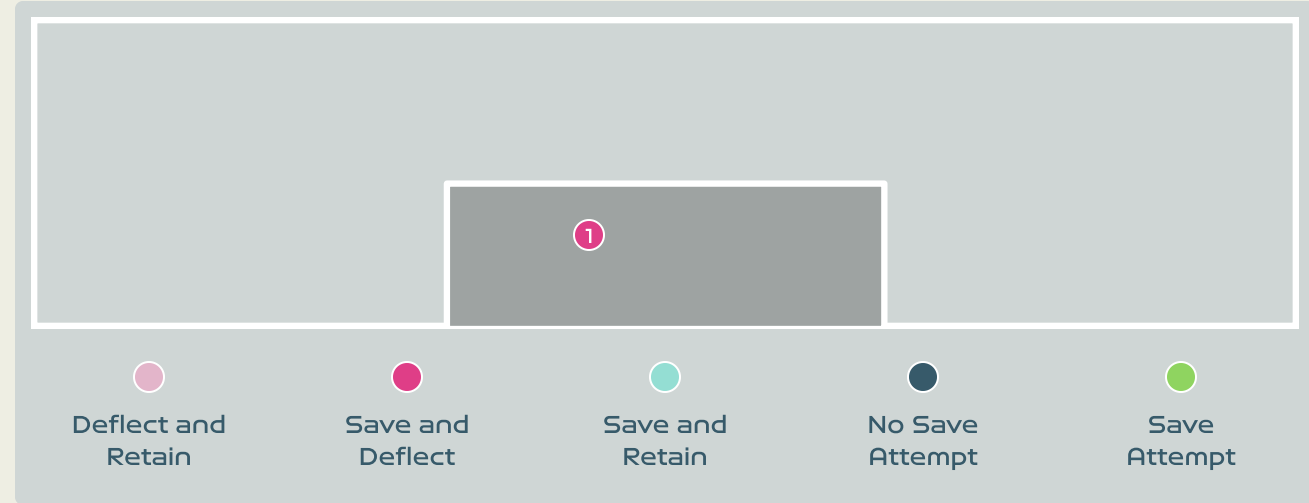 1
Deflect and
Retain
Save and
Deflect
Save and
Retain
No Save
Attempt
Save
Attempt